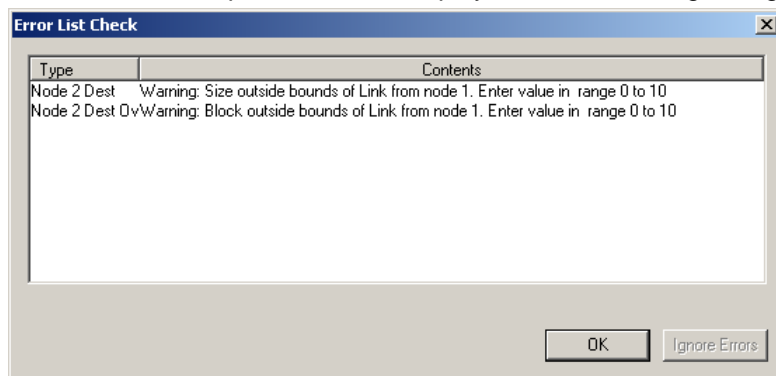 Error List Check
Type Contents
Node 2 Dest Warning: Size outside bounds of Link from node 1. Enter value in range 0 to 10
Node 2 Dest Ov Warning: Block outside bounds of Link from node 1. Enter value in range 0 to 10
OK Ignore Errors